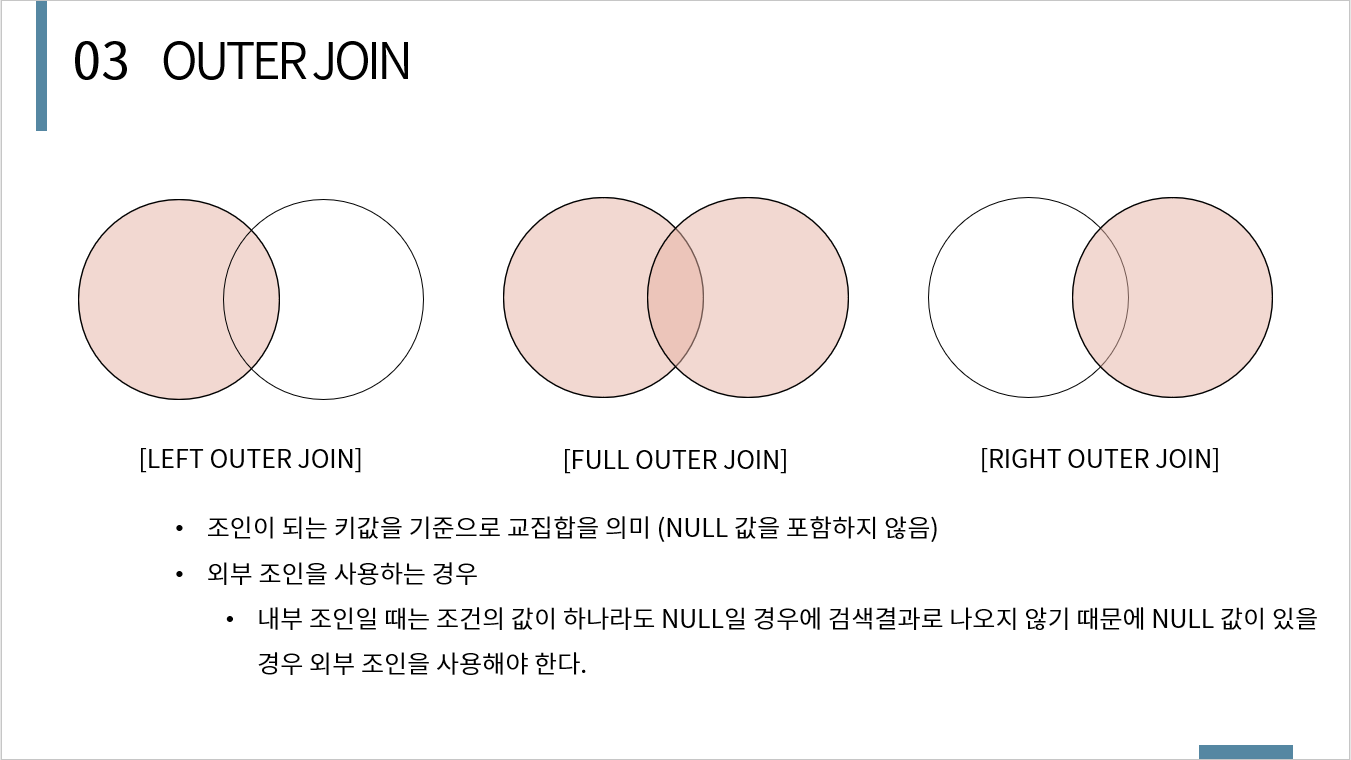 03 OUTER JOIN
[LEFT OUTER JOIN]
[FULL OUTER JOIN]
[RIGHT OUTER JOIN]
• 조인이 되는 키값을 기준으로 교집합을 의미 (NULL 값을 포함하지 않음)
• 외부 조인을 사용하는 경우
• 내부 조인일 때는 조건의 값이 하나라도 NULL일 경우에 검색결과로 나오지 않기 때문에 NULL 값이 있을
경우 외부 조인을 사용해야 한다.